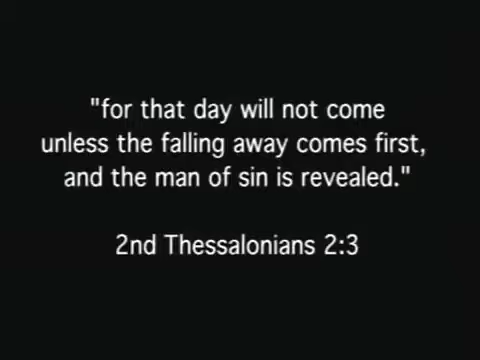 "for that day will not come
unless the falling away comes first,
and the man of sin is revealed."
2nd Thessalonians 2:3